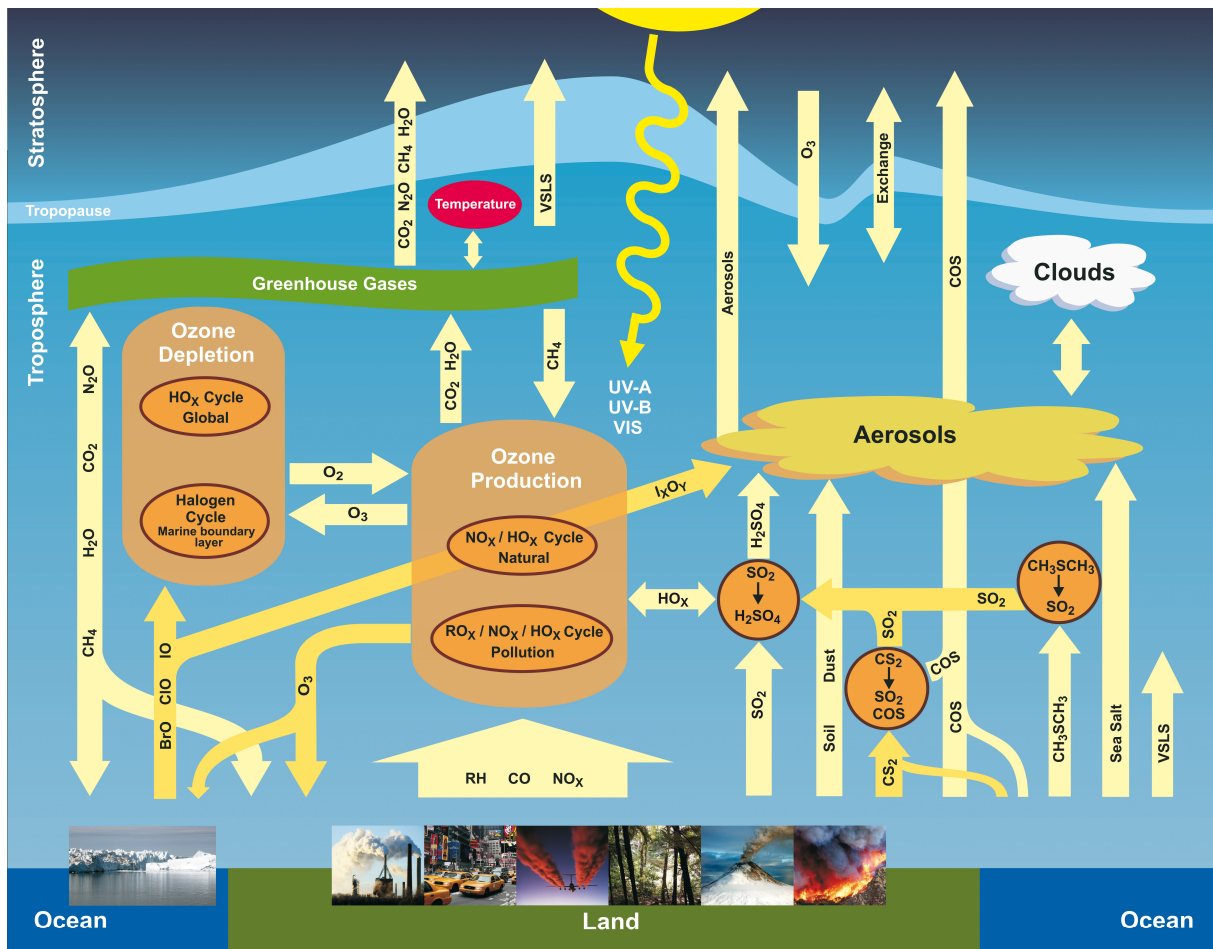 Stratosphere
Tropopause
Troposphere
CO2 N2O CH4 H2O
VSLS
Temperature
Greenhouse Gases
Aerosols
O3
Exchange
COS
Clouds
Ozone
Depletion
HOX Cycle
Global
Halogen
Cycle
Marine boundary
layer
CH4 H2O CO2 N2O
CO2 H2O
CH4
UV-A
UV-B
VIS
O2
O3
Ozone
Production
NOX / HOX Cycle
Natural
ROX / NOX / HOX Cycle
Pollution
IXOY
Aerosols
H2SO4
SO2
H2SO4
HOX
SO2
SO2
CH3SCH3
SO2
CS2
SO2
COS
COS
COS
BrO ClO IO
O3
RH CO NOX
SO2
Soil Dust
CS2
CH3SCH3
Sea Salt
VSLS
Ocean
Land
Ocean